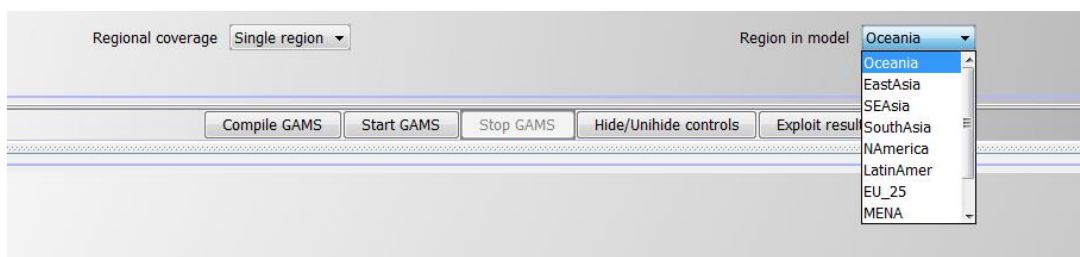 Regional coverage Single region Region in model Oceania
Oceania
EastAsia
SEAsia
Compile GAMS Start GAMS Stop GAMS Hide/Unihide controls Exploit result
SouthAsia
NAmerica
LatinAmer
EU_25
MENA